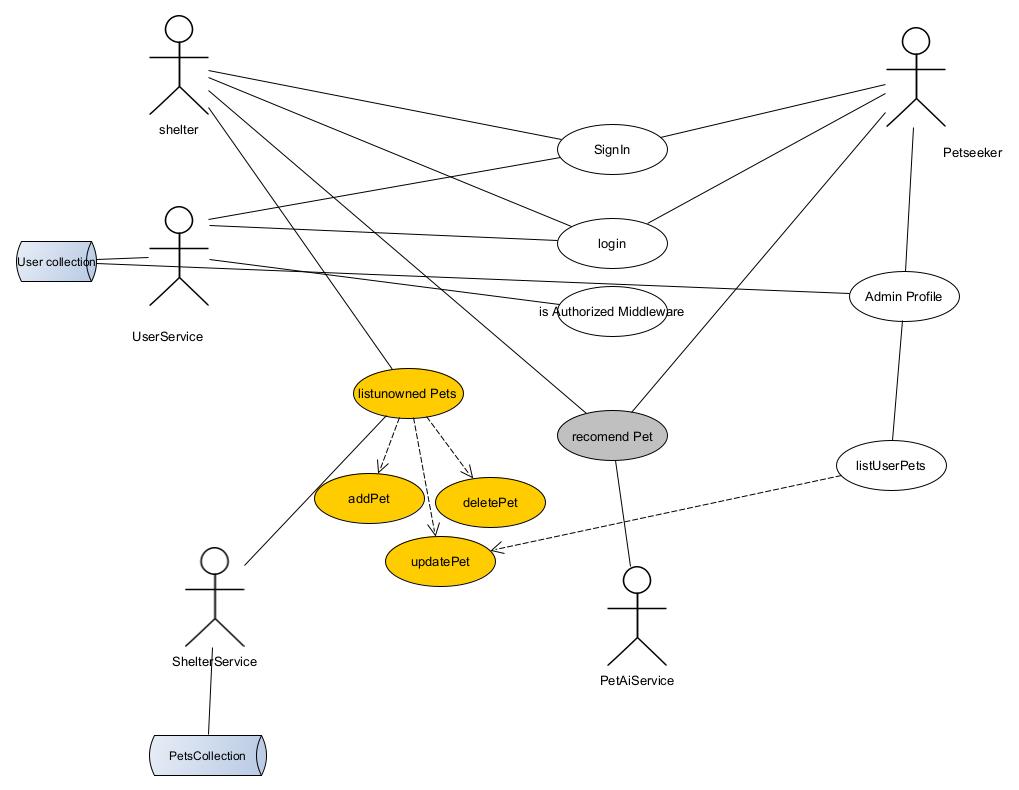 shelter
Petseeker
SignIn
login
User collection
UserService
is Authorized Middleware
Admin Profile
listunowned Pets
recomend Pet
listUserPets
addPet
deletePet
updatePet
ShelterService
PetAiService
PetsCollection